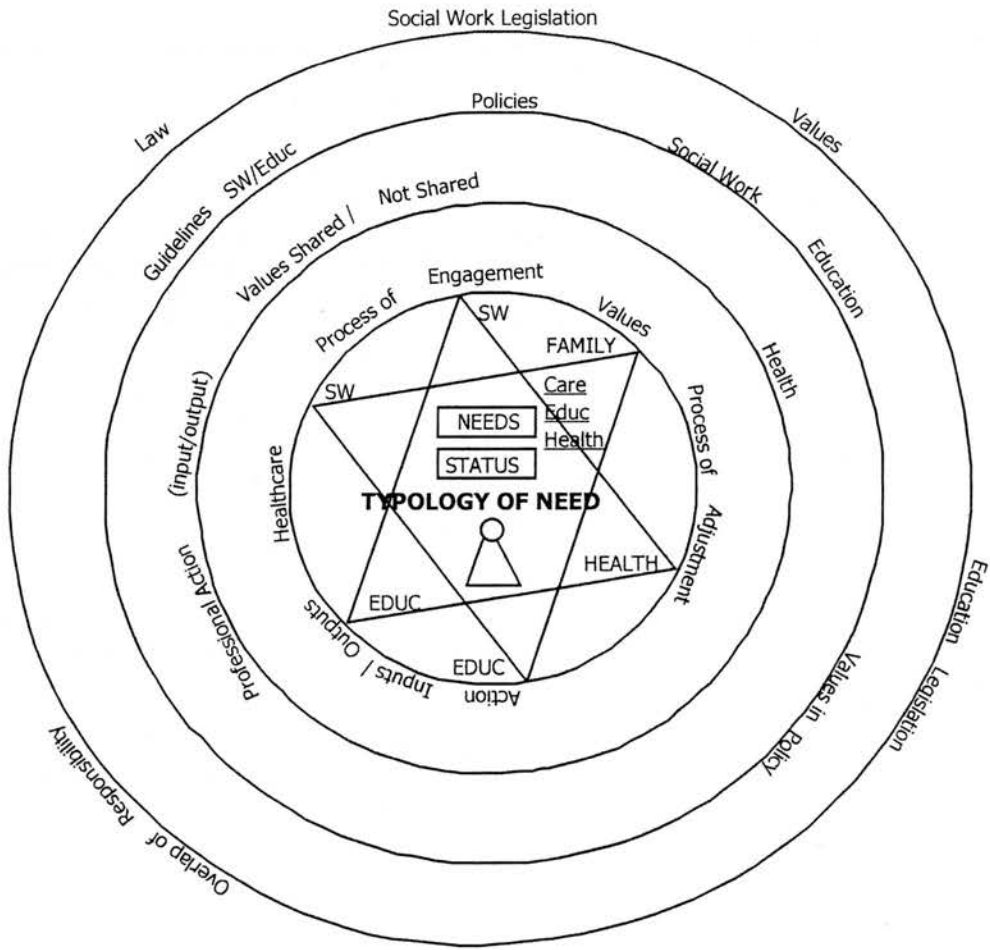 Social Work Legislation
Law
Values
Education Legislation
Overlap of Responsibility
Policies
Guidelines SW/Educ
Social Work
Education
Health
Values in Policy
Professional Action
(input/output)
Values Shared / Not Shared
Process of Engagement
Values
Process of Adjustment
Action
Inputs / Outputs
Healthcare
SW
FAMILY
SW
Care
Educ
Health
NEEDS
STATUS
TYPOLOGY OF NEED
HEALTH
EDUC
EDUC